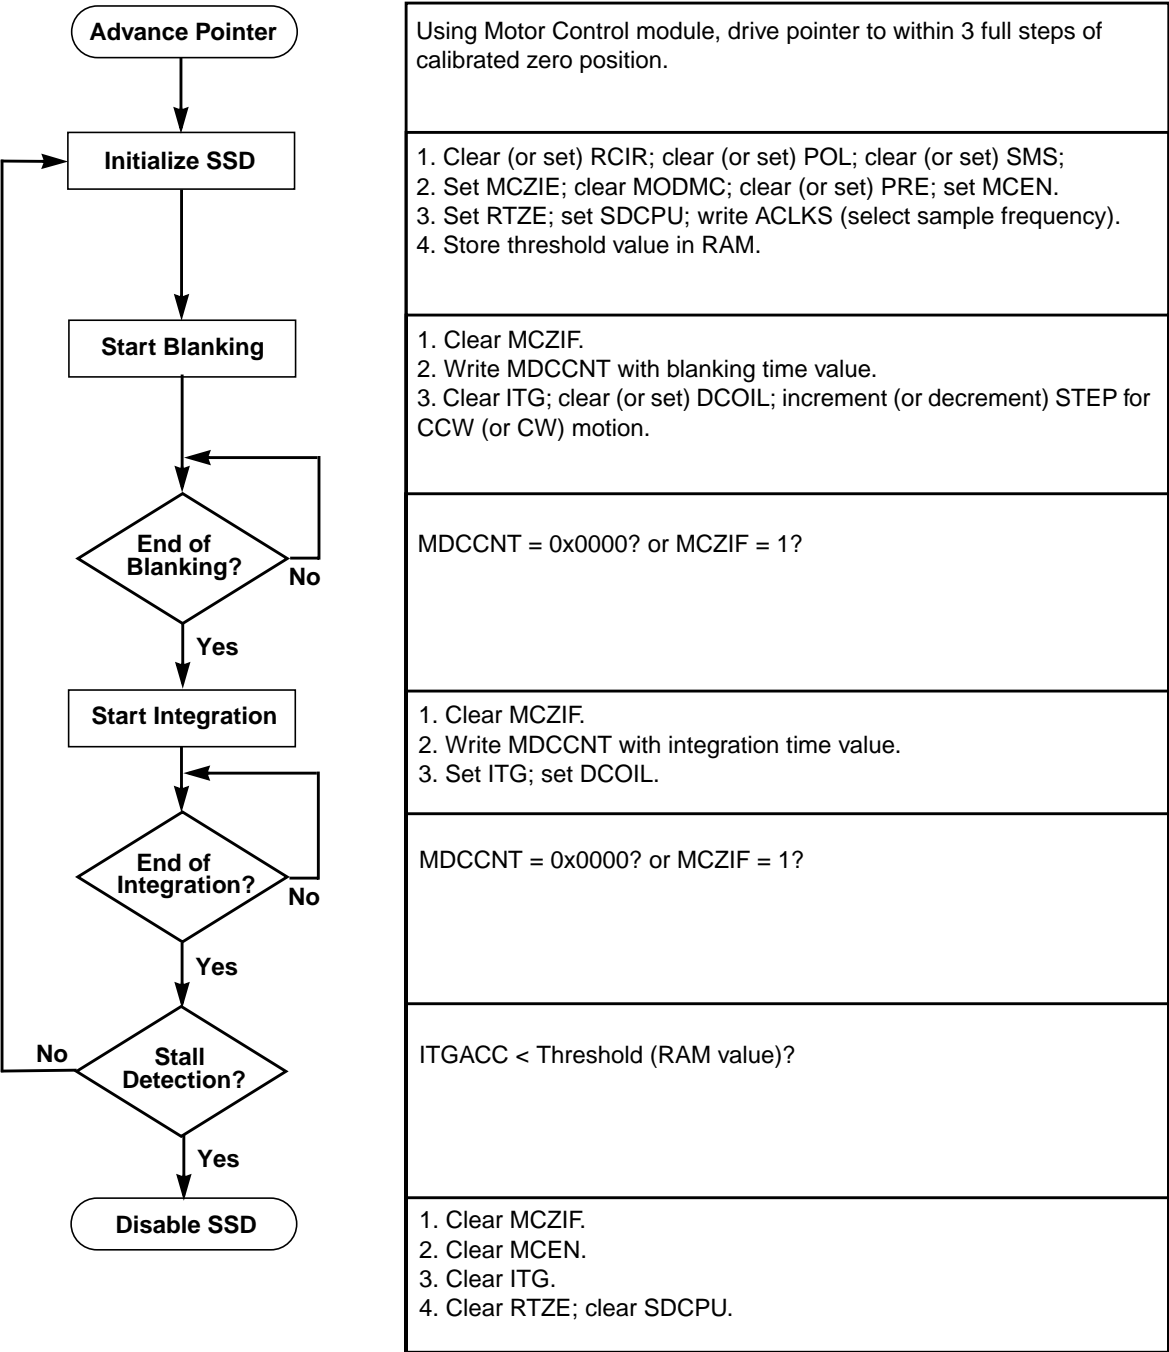 Advance Pointer
Using Motor Control module, drive pointer to within 3 full steps of
calibrated zero position.
Initialize SSD
1. Clear (or set) RCIR; clear (or set) POL; clear (or set) SMS;
2. Set MCZIE; clear MODMC; clear (or set) PRE; set MCEN.
3. Set RTZE; set SDCPU; write ACLKS (select sample frequency).
4. Store threshold value in RAM.
Start Blanking
1. Clear MCZIF.
2. Write MDCCNT with blanking time value.
3. Clear ITG; clear (or set) DCOIL; increment (or decrement) STEP for
CCW (or CW) motion.
End of
Blanking?
No
Yes
MDCCNT = 0x0000? or MCZIF = 1?
Start Integration
1. Clear MCZIF.
2. Write MDCCNT with integration time value.
3. Set ITG; set DCOIL.
End of
Integration?
No
Yes
MDCCNT = 0x0000? or MCZIF = 1?
No
Stall
Detection?
Yes
ITGACC < Threshold (RAM value)?
Disable SSD
1. Clear MCZIF.
2. Clear MCEN.
3. Clear ITG.
4. Clear RTZE; clear SDCPU.